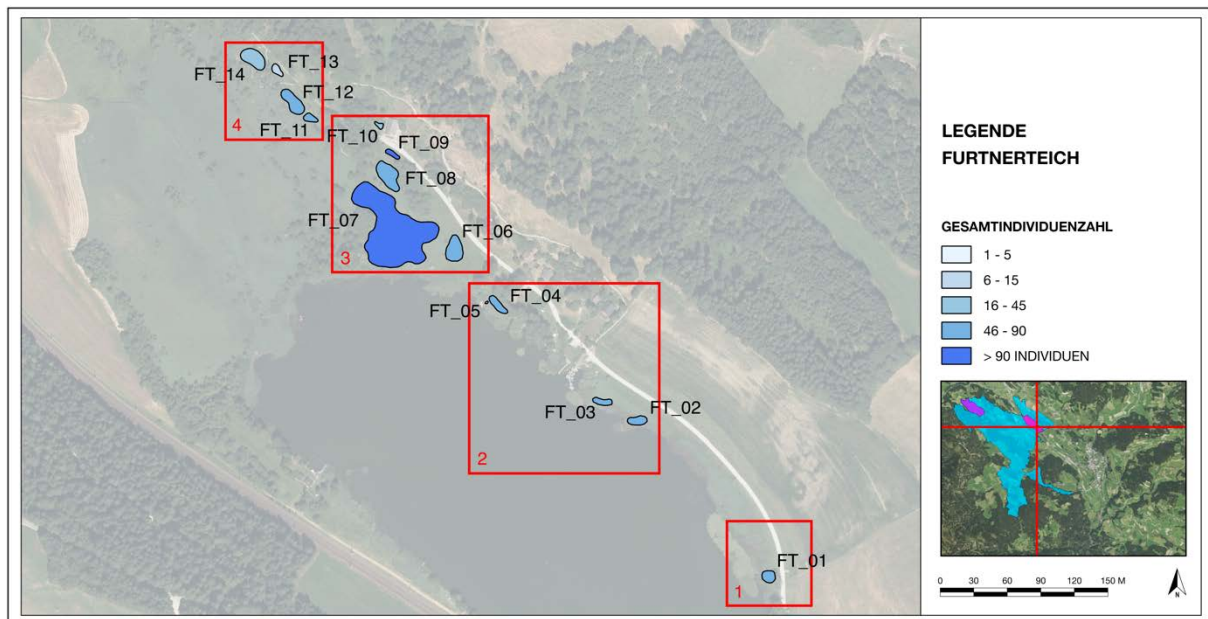 FT_13
FT_14
FT_12
FT_11
4
FT_10
FT_09
FT_08
FT_07
FT_06
3
FT_04
FT_05
FT_03
FT_02
2
FT_01
1
LEGENDE
FURTNERTEICH
GESAMTINDIVIDUENZAHL
1 - 5
6 - 15
16 - 45
46 - 90
> 90 INDIVIDUEN
0 30 60 90 120 150 M
N